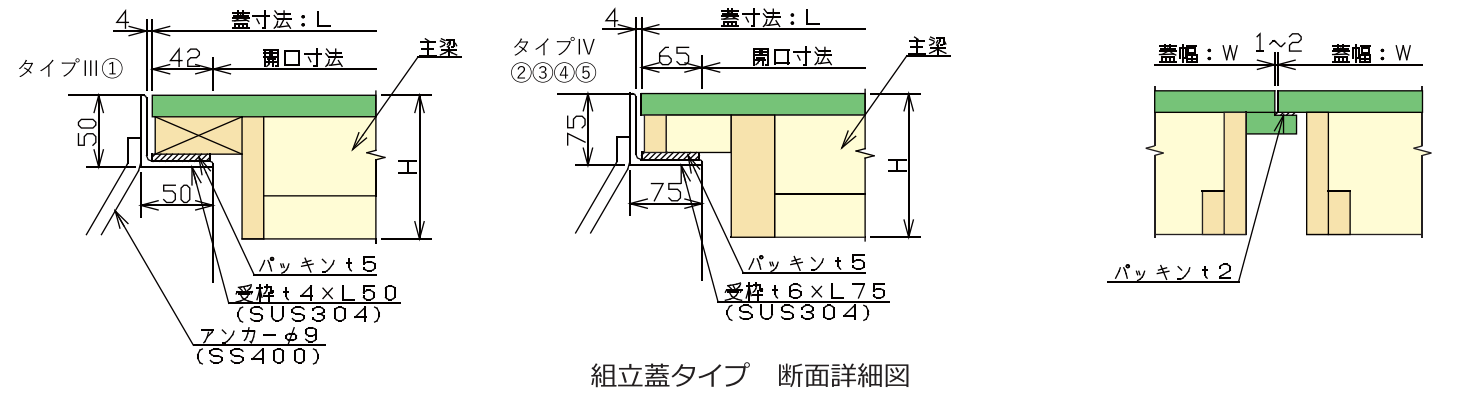 4
蓋寸法：L
42
開口寸法
主梁
タイプⅢ①
50
H
50
パッキンt5
受枠t4×L50
(SUS304)
アンカーφ9
(SS400)
4
蓋寸法：L
65
開口寸法
主梁
タイプⅣ
②③④⑤
75
H
75
パッキンt5
受枠t6×L75
(SUS304)
蓋幅：W
1～2
蓋幅：W
パッキンt2
組立蓋タイプ　断面詳細図